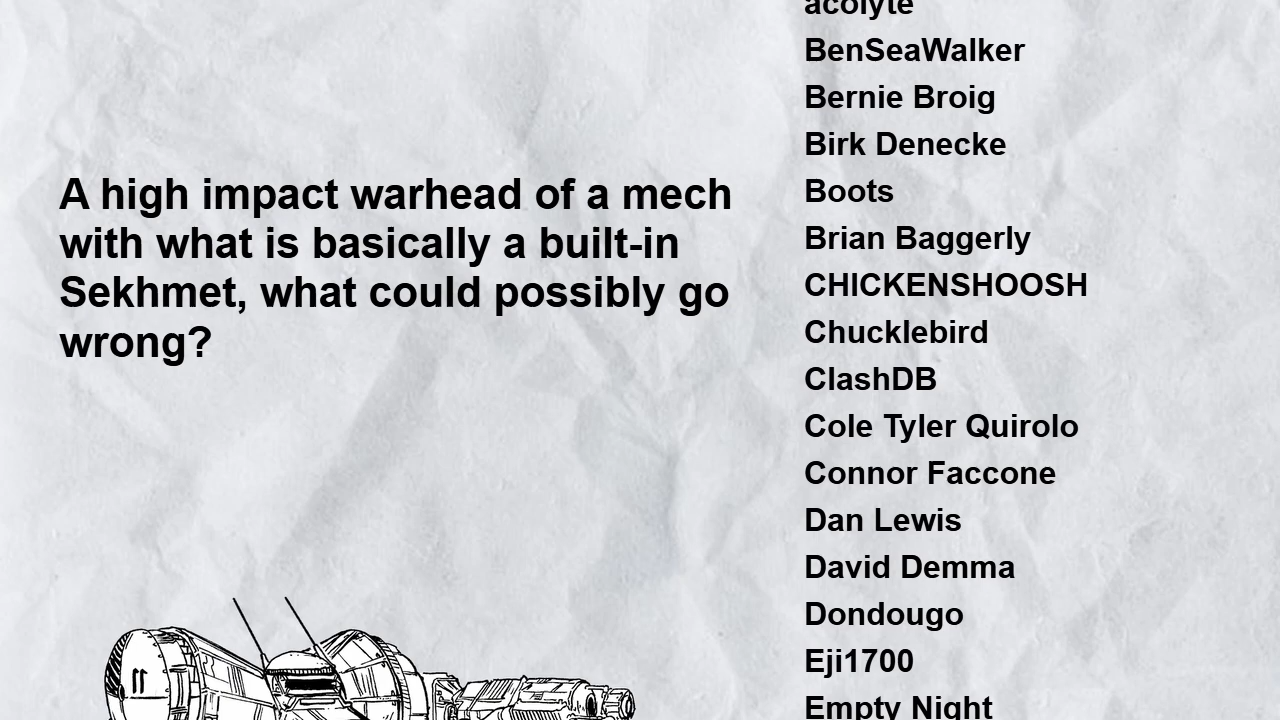 A high impact warhead of a mech
with what is basically a built-in
Sekhmet, what could possibly go
wrong?
acolyte
BenSeaWalker
Bernie Broig
Birk Denecke
Boots
Brian Baggerly
CHICKENSHOOSH
Chucklebird
ClashDB
Cole Tyler Quirolo
Connor Faccone
Dan Lewis
David Demma
Dondougo
Eji1700
Empty Night
11